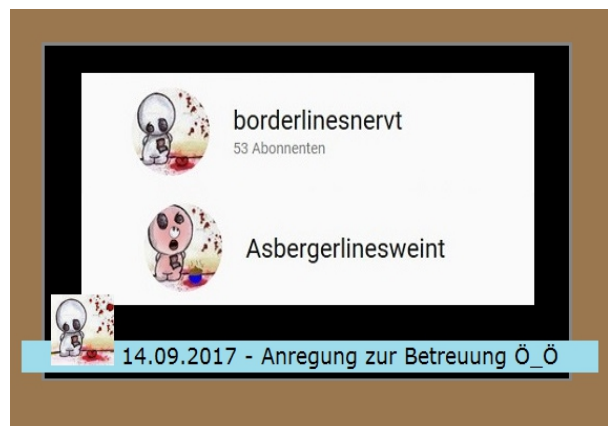 borderlinesnervt
53 Abonnenten
Asbergerlinesweint
14.09.2017 - Anregung zur Betreuung Ö_Ö